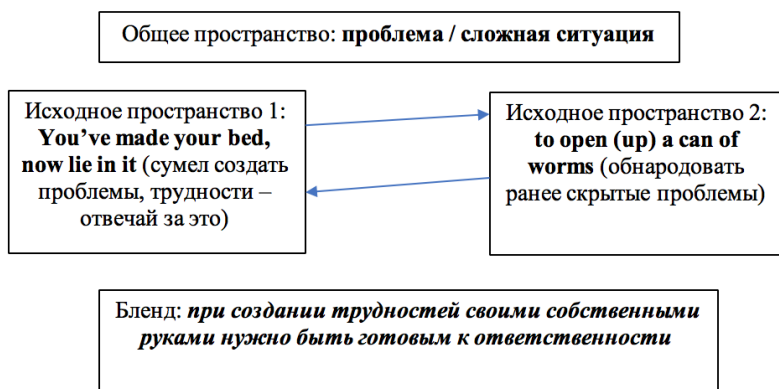 Общее пространство: проблема / сложная ситуация
Исходное пространство 1:
You've made your bed,
now lie in it (сумел создать
проблемы, трудности –
отвечай за это)
Исходное пространство 2:
to open (up) a can of
worms (обнародовать
ранее скрытые проблемы)
Бленд: при создании трудностей своими собственными
руками нужно быть готовым к ответственности